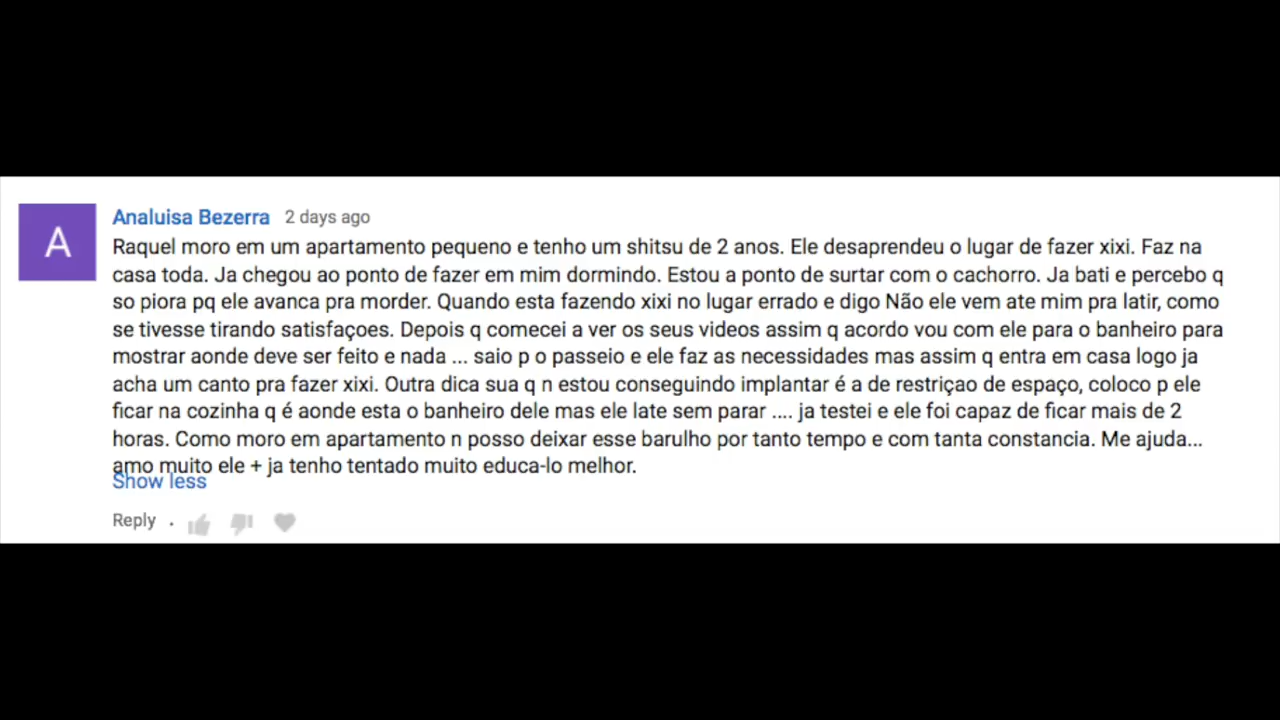 A
Analuisa Bezerra 2 days ago
Raquel moro em um apartamento pequeno e tenho um shitsu de 2 anos. Ele desaprendeu o lugar de fazer xixi. Faz na
casa toda. Ja chegou ao ponto de fazer em mim dormindo. Estou a ponto de surtar com o cachorro. Ja bati e percebo q
so piora pq ele avanca pra morder. Quando esta fazendo xixi no lugar errado e digo Não ele vem ate mim pra latir, como
se tivesse tirando satisfaçoes. Depois q comecei a ver os seus videos assim q acordo vou com ele para o banheiro para
mostrar aonde deve ser feito e nada ... saio p o passeio e ele faz as necessidades mas assim q entra em casa logo ja
acha um canto pra fazer xixi. Outra dica sua q n estou conseguindo implantar é a de restriçao de espaço, coloco p ele
ficar na cozinha q é aonde esta o banheiro dele mas ele late sem parar .... ja testei e ele foi capaz de ficar mais de 2
horas. Como moro em apartamento n posso deixar esse barulho por tanto tempo e com tanta constancia. Me ajuda...
amo muito ele + ja tenho tentado muito educa-lo melhor.
Show less
Reply .